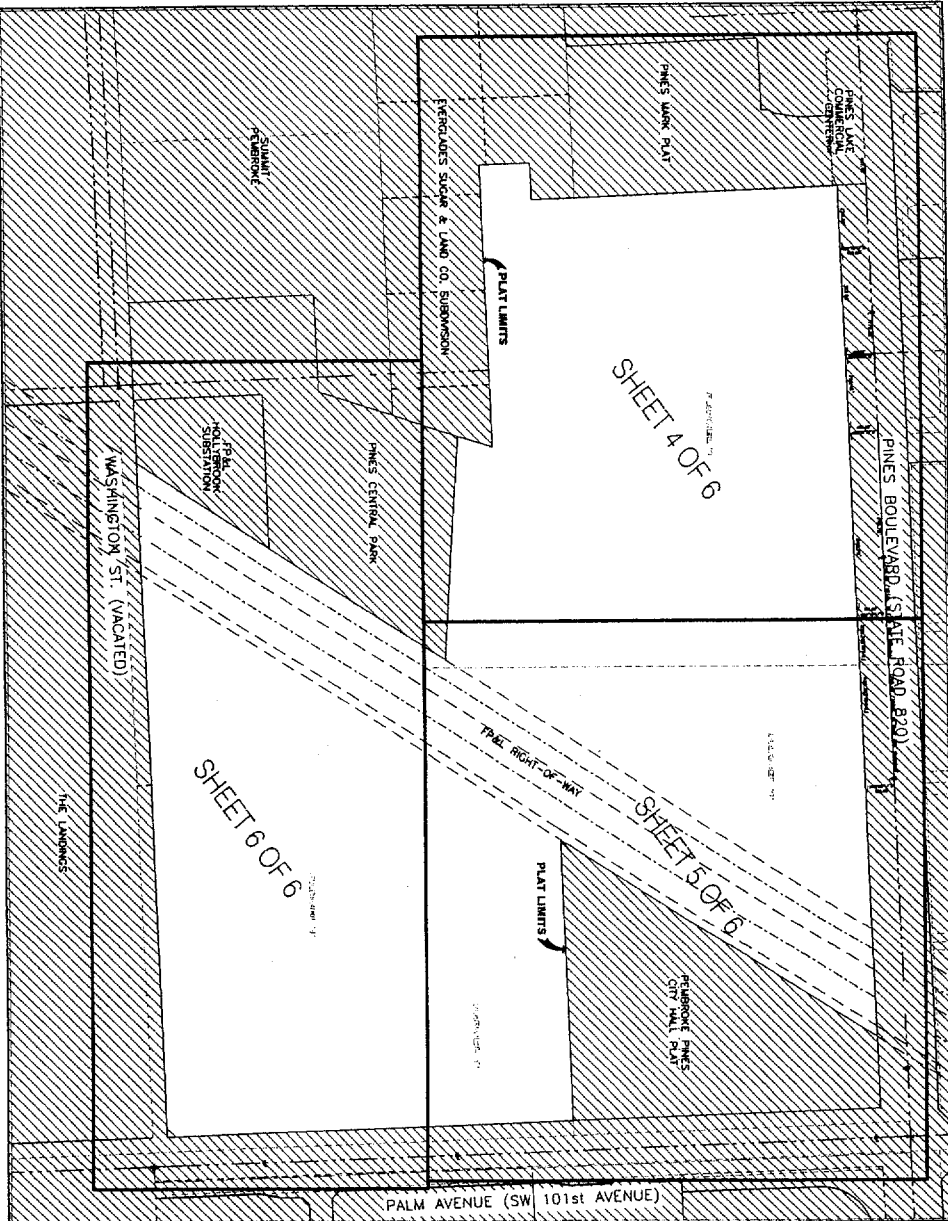 PINES LAKE
COMMERCIAL
CENTER
PINES MARK PLAT
PINES BOULEVARD (STATE ROAD 820)
EVERGLADES SUGAR & LAND CO. SUBDIVISION
SUMMIT
PEMBROKE
PLAT LIMITS
SHEET 4 OF 6
FP&L
HOLLYBROOK
SUBSTATION
PINES CENTRAL PARK
WASHINGTON ST. (VACATED)
FP&L RIGHT-OF-WAY
SHEET 5 OF 6
SHEET 6 OF 6
THE LANDINGS
PLAT LIMITS
PEMBROKE PINES
CITY HALL PLAT
PALM AVENUE (SW 101st AVENUE)